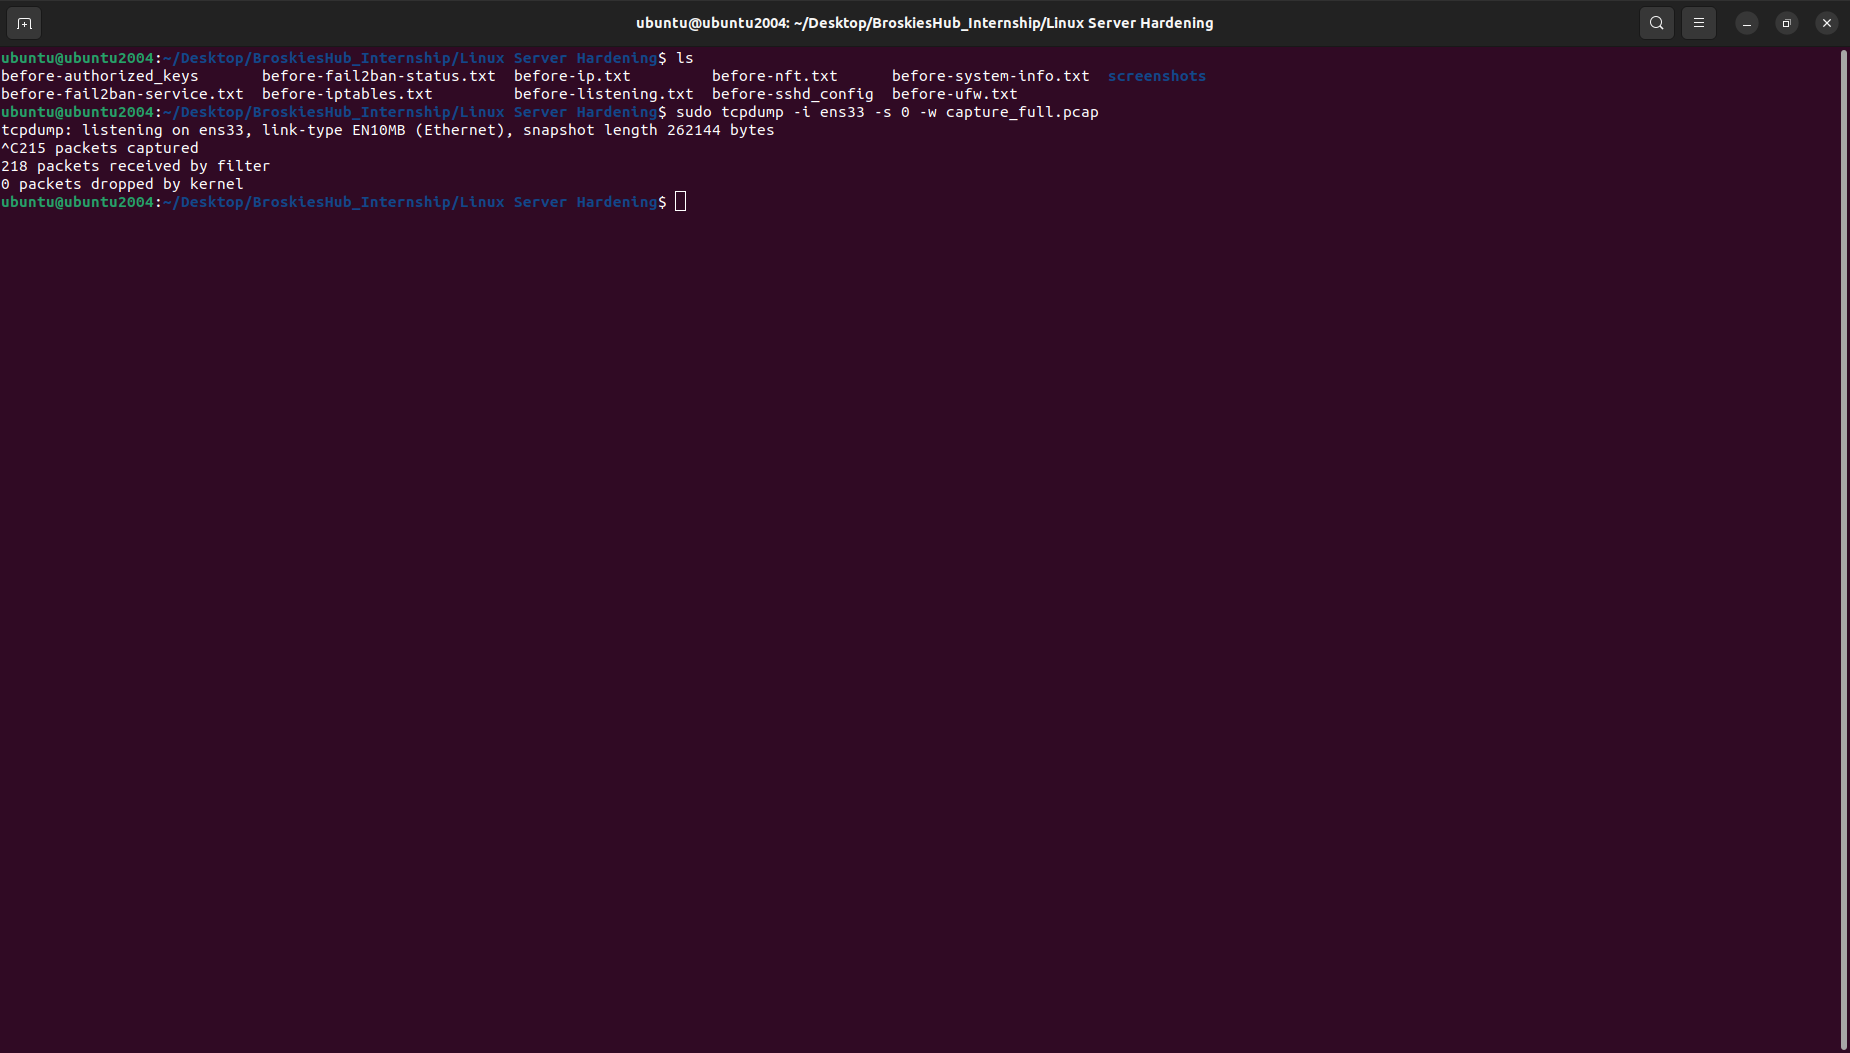 ubuntu@ubuntu2004: ~/Desktop/BroskiesHub_Internship/Linux Server Hardening
ubuntu@ubuntu2004:~/Desktop/BroskiesHub_Internship/Linux Server Hardening$ ls
before-authorized_keys       before-fail2ban-status.txt  before-ip.txt         before-nft.txt      before-system-info.txt  screenshots
before-fail2ban-service.txt  before-iptables.txt         before-listening.txt  before-sshd_config  before-ufw.txt
ubuntu@ubuntu2004:~/Desktop/BroskiesHub_Internship/Linux Server Hardening$ sudo tcpdump -i ens33 -s 0 -w capture_full.pcap
tcpdump: listening on ens33, link-type EN10MB (Ethernet), snapshot length 262144 bytes
^C215 packets captured
218 packets received by filter
0 packets dropped by kernel
ubuntu@ubuntu2004:~/Desktop/BroskiesHub_Internship/Linux Server Hardening$